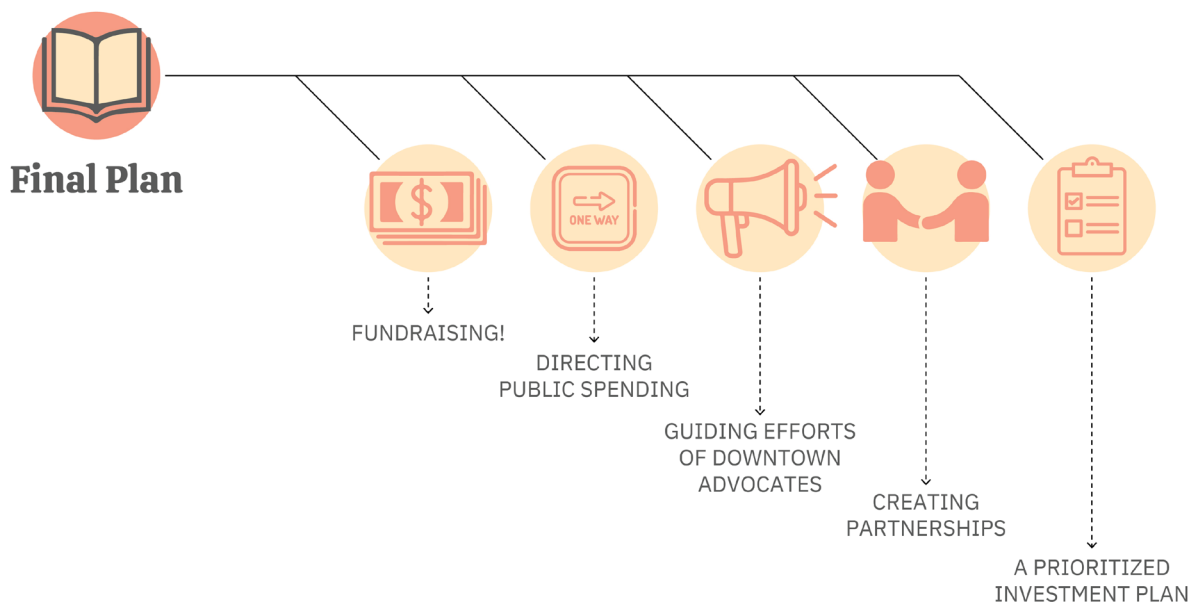 Final Plan
$
ONE WAY
FUNDRAISING!
DIRECTING
PUBLIC SPENDING
GUIDING EFFORTS
OF DOWNTOWN
ADVOCATES
CREATING
PARTNERSHIPS
A PRIORITIZED
INVESTMENT PLAN